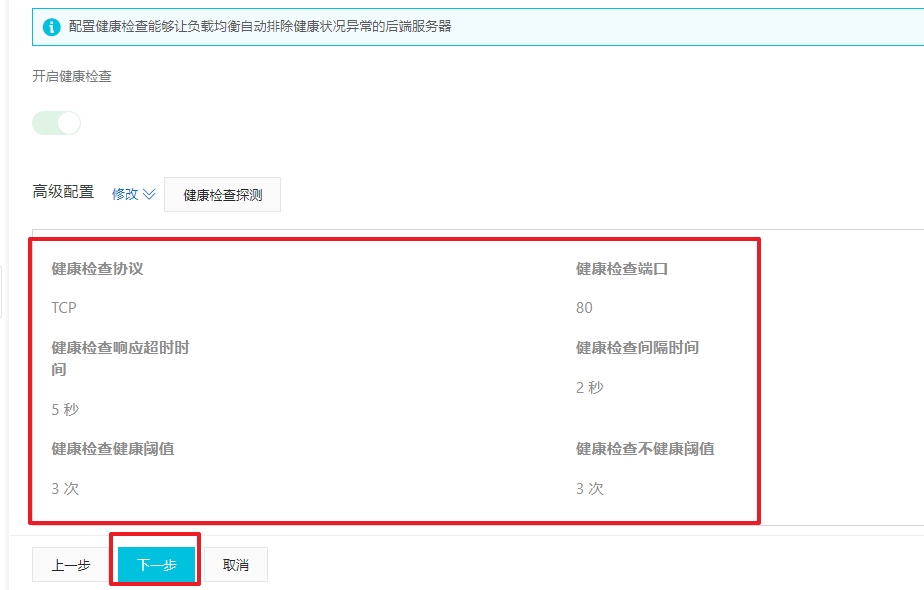 配置健康检查能够让负载均衡自动排除健康状况异常的后端服务器
开启健康检查
高级配置 修改 健康检查探测
健康检查协议 健康检查端口
TCP 80
健康检查响应超时时 健康检查间隔时间
间
2 秒
5 秒
健康检查健康阈值 健康检查不健康阈值
3 次 3 次
上一步 下一步 取消